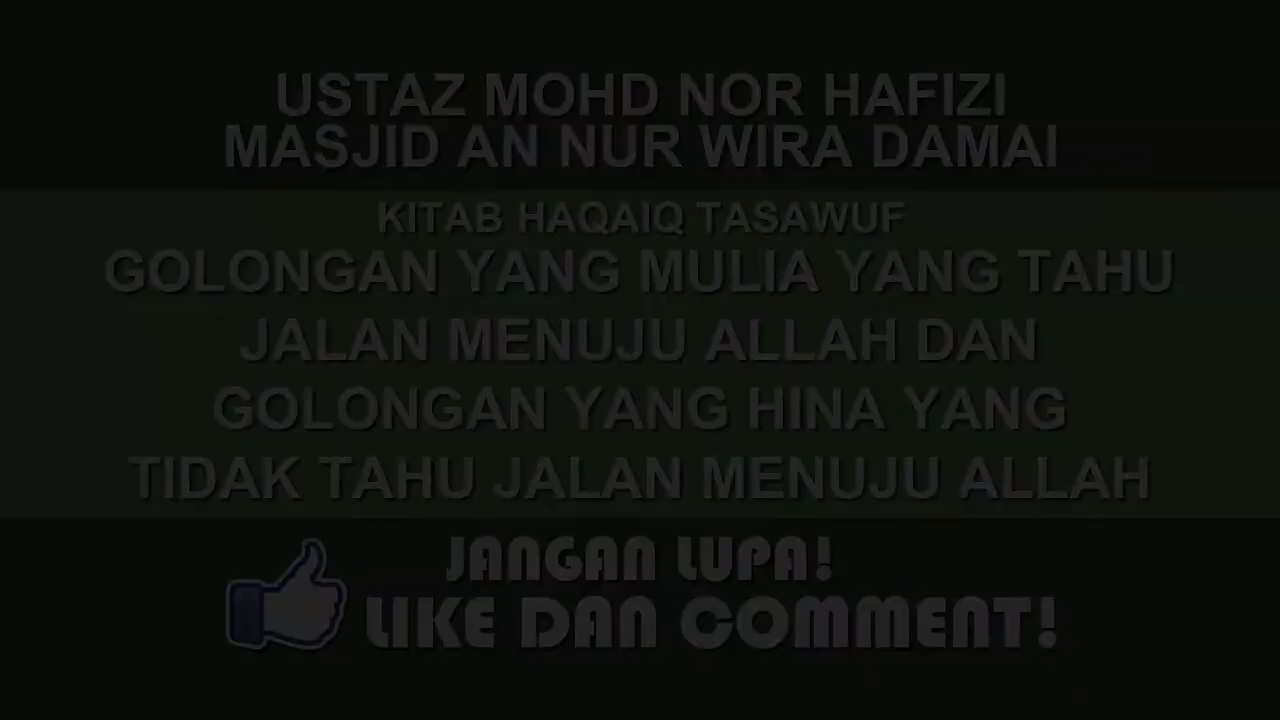 USTAZ MOHD NOR HAFIZI
MASJID AN NUR WIRA DAMAI
KITAB HAQAIQ TASAWUF
GOLONGAN YANG MULIA YANG TAHU
JALAN MENUJU ALLAH DAN
GOLONGAN YANG HINA YANG
TIDAK TAHU JALAN MENUJU ALLAH
JANGAN LUPA!
LIKE DAN COMMENT!